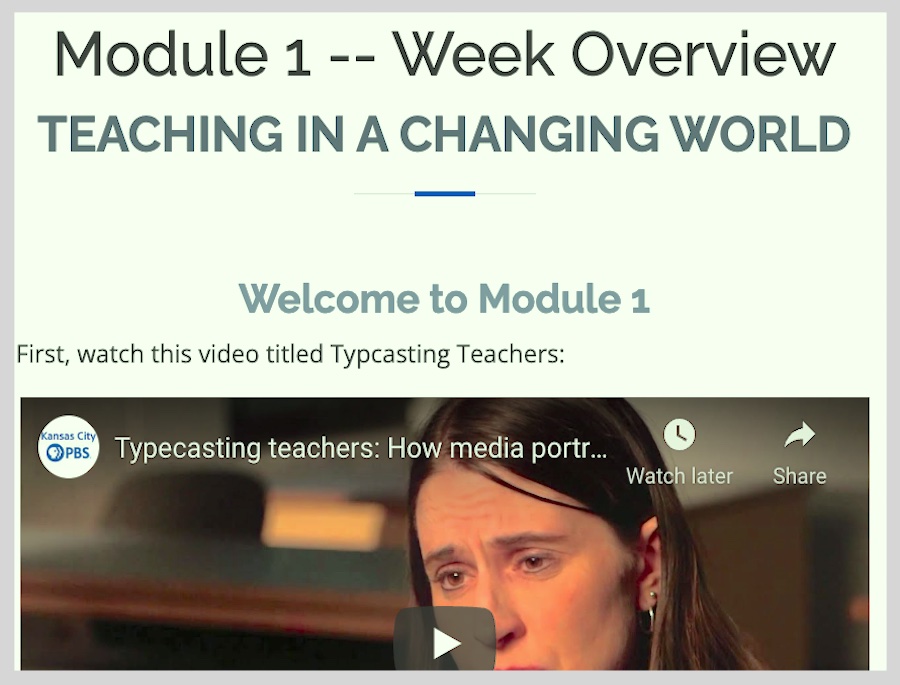 Module 1 -- Week Overview
TEACHING IN A CHANGING WORLD
Welcome to Module 1
First, watch this video titled Typcasting Teachers:
Kansas City
PBS
Typecasting teachers: How media portr...
Watch later
Share